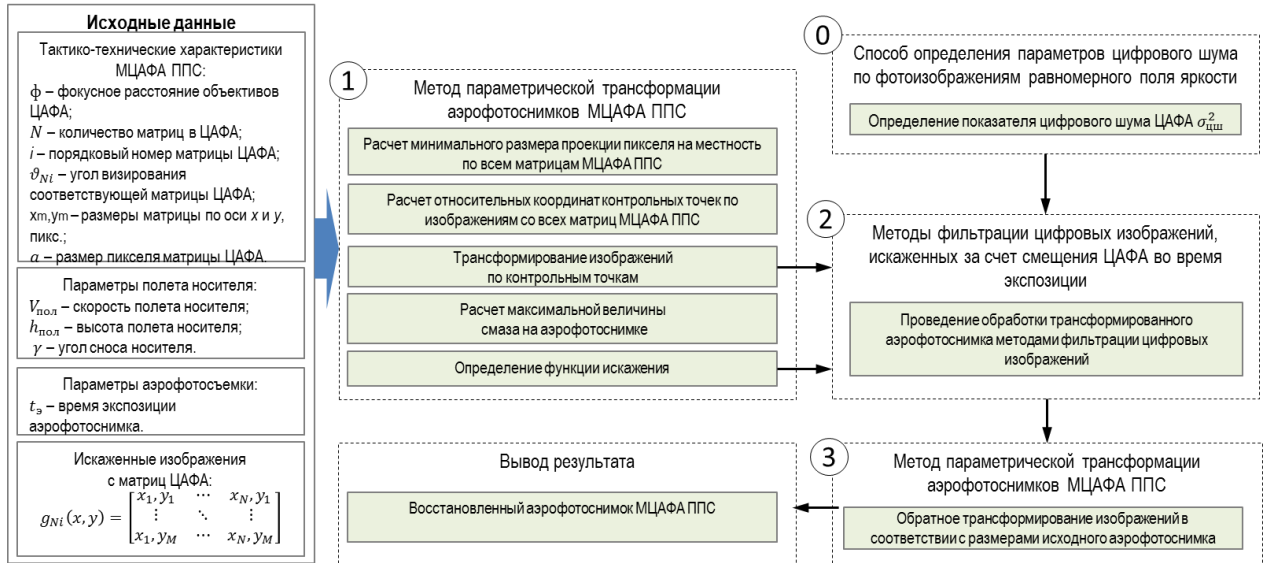 Исходные данные
Тактико-технические характеристики
МЦАФА ППС:
ф – фокусное расстояние объективов
ЦАФА;
N – количество матриц в ЦАФА;
i – порядковый номер матрицы ЦАФА;
ϑNi – угол визирования
соответствующей матрицы ЦАФА;
xm,ym – размеры матрицы по оси x и y,
пикс.;
a – размер пикселя матрицы ЦАФА.
Параметры полета носителя:
Vпол – скорость полета носителя;
hпол – высота полета носителя;
γ – угол сноса носителя.
Параметры аэрофотосъемки:
tэ – время экспозиции
аэрофотоснимка.
Искаженные изображения
с матриц ЦАФА:
x1, y1 ⋯ xN, y1
gNi(x, y) = [ ⋮ ⋱ ⋮ ]
x1, yM ⋯ xN, yM
1
Метод параметрической трансформации
аэрофотоснимков МЦАФА ППС
Расчет минимального размера проекции пикселя на местность
по всем матрицам МЦАФА ППС
Расчет относительных координат контрольных точек по
изображениям со всех матриц МЦАФА ППС
Трансформирование изображений
по контрольным точкам
Расчет максимальной величины
смаза на аэрофотоснимке
Определение функции искажения
0
Способ определения параметров цифрового шума
по фотоизображениям равномерного поля яркости
Определение показателя цифрового шума ЦАФА σ²цш
2
Методы фильтрации цифровых изображений,
искаженных за счет смещения ЦАФА во время
экспозиции
Проведение обработки трансформированного
аэрофотоснимка методами фильтрации цифровых
изображений
3
Метод параметрической трансформации
аэрофотоснимков МЦАФА ППС
Обратное трансформирование изображений в
соответствии с размерами исходного аэрофотоснимка
Вывод результата
Восстановленный аэрофотоснимок МЦАФА ППС